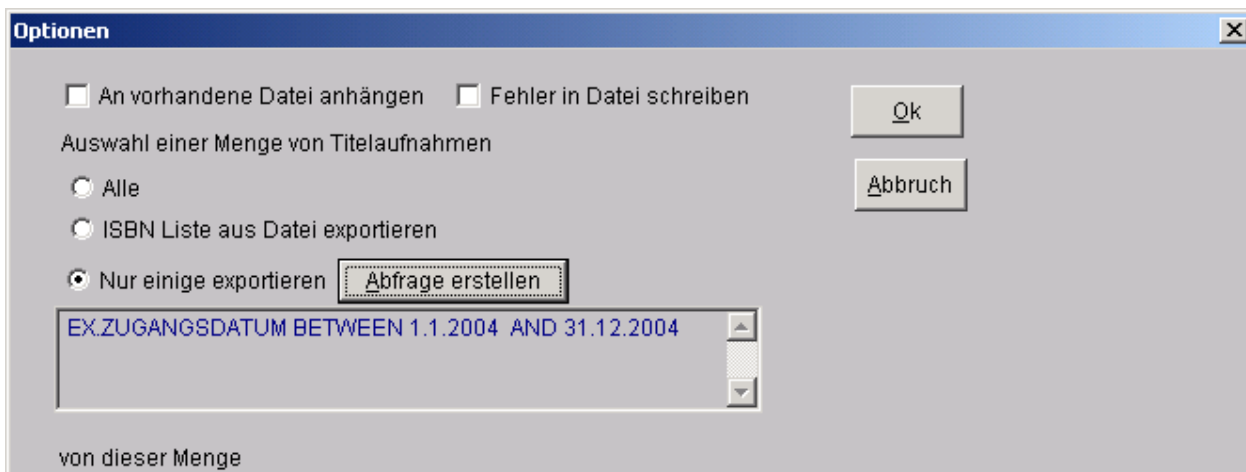 Optionen
An vorhandene Datei anhängen Fehler in Datei schreiben
Ok
Auswahl einer Menge von Titelaufnahmen
Alle
Abbruch
ISBN Liste aus Datei exportieren
Nur einige exportieren Abfrage erstellen
EX.ZUGANGSDATUM BETWEEN 1.1.2004 AND 31.12.2004
von dieser Menge